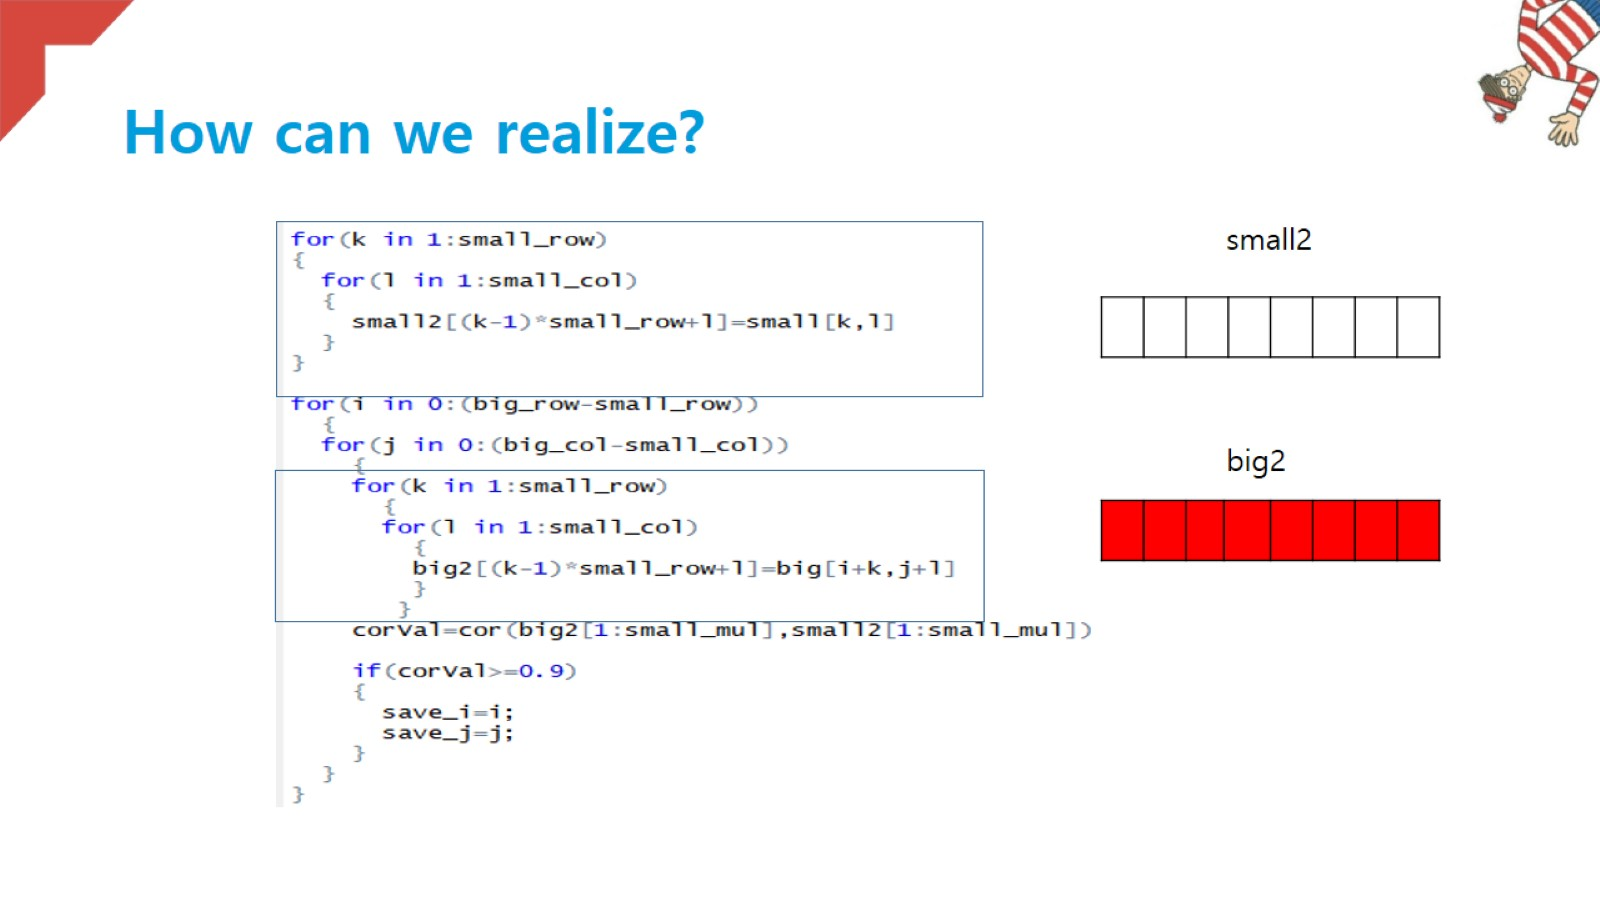 How can we realize?
for(k in 1:small_row)
{
for(l in 1:small_col)
{
small2[(k-1)*small_row+l]=small[k,l]
}
}
for(i in 0:(big_row-small_row))
{
for(j in 0:(big_col-small_col))
{
for(k in 1:small_row)
{
for(l in 1:small_col)
{
big2[(k-1)*small_row+l]=big[i+k,j+l]
}
}
corVal=cor(big2[1:small_mul],small2[1:small_mul])
if(corVal>=0.9)
{
save_i=i;
save_j=j;
}
}
}
small2
big2